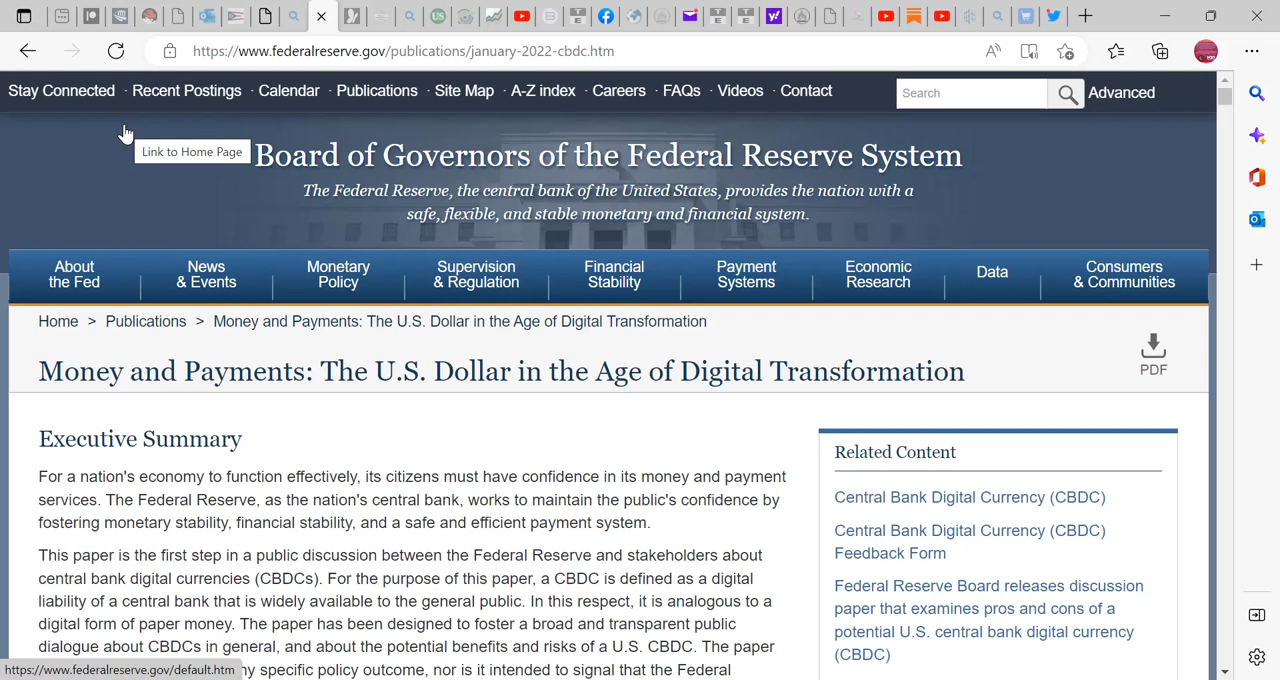 https://www.federalreserve.gov/publications/january-2022-cbdc.htm
Stay Connected · Recent Postings · Calendar · Publications · Site Map · A-Z index · Careers · FAQs · Videos · Contact
Search
Advanced
Link to Home Page
Board of Governors of the Federal Reserve System
The Federal Reserve, the central bank of the United States, provides the nation with a
safe, flexible, and stable monetary and financial system.
About
the Fed
News
& Events
Monetary
Policy
Supervision
& Regulation
Financial
Stability
Payment
Systems
Economic
Research
Data
Consumers
& Communities
Home > Publications > Money and Payments: The U.S. Dollar in the Age of Digital Transformation
Money and Payments: The U.S. Dollar in the Age of Digital Transformation
PDF
Executive Summary
For a nation's economy to function effectively, its citizens must have confidence in its money and payment
services. The Federal Reserve, as the nation's central bank, works to maintain the public's confidence by
fostering monetary stability, financial stability, and a safe and efficient payment system.
This paper is the first step in a public discussion between the Federal Reserve and stakeholders about
central bank digital currencies (CBDCs). For the purpose of this paper, a CBDC is defined as a digital
liability of a central bank that is widely available to the general public. In this respect, it is analogous to a
digital form of paper money. The paper has been designed to foster a broad and transparent public
dialogue about CBDCs in general, and about the potential benefits and risks of a U.S. CBDC. The paper
ny specific policy outcome, nor is it intended to signal that the Federal
Related Content
Central Bank Digital Currency (CBDC)
Central Bank Digital Currency (CBDC)
Feedback Form
Federal Reserve Board releases discussion
paper that examines pros and cons of a
potential U.S. central bank digital currency
(CBDC)
https://www.federalreserve.gov/default.htm